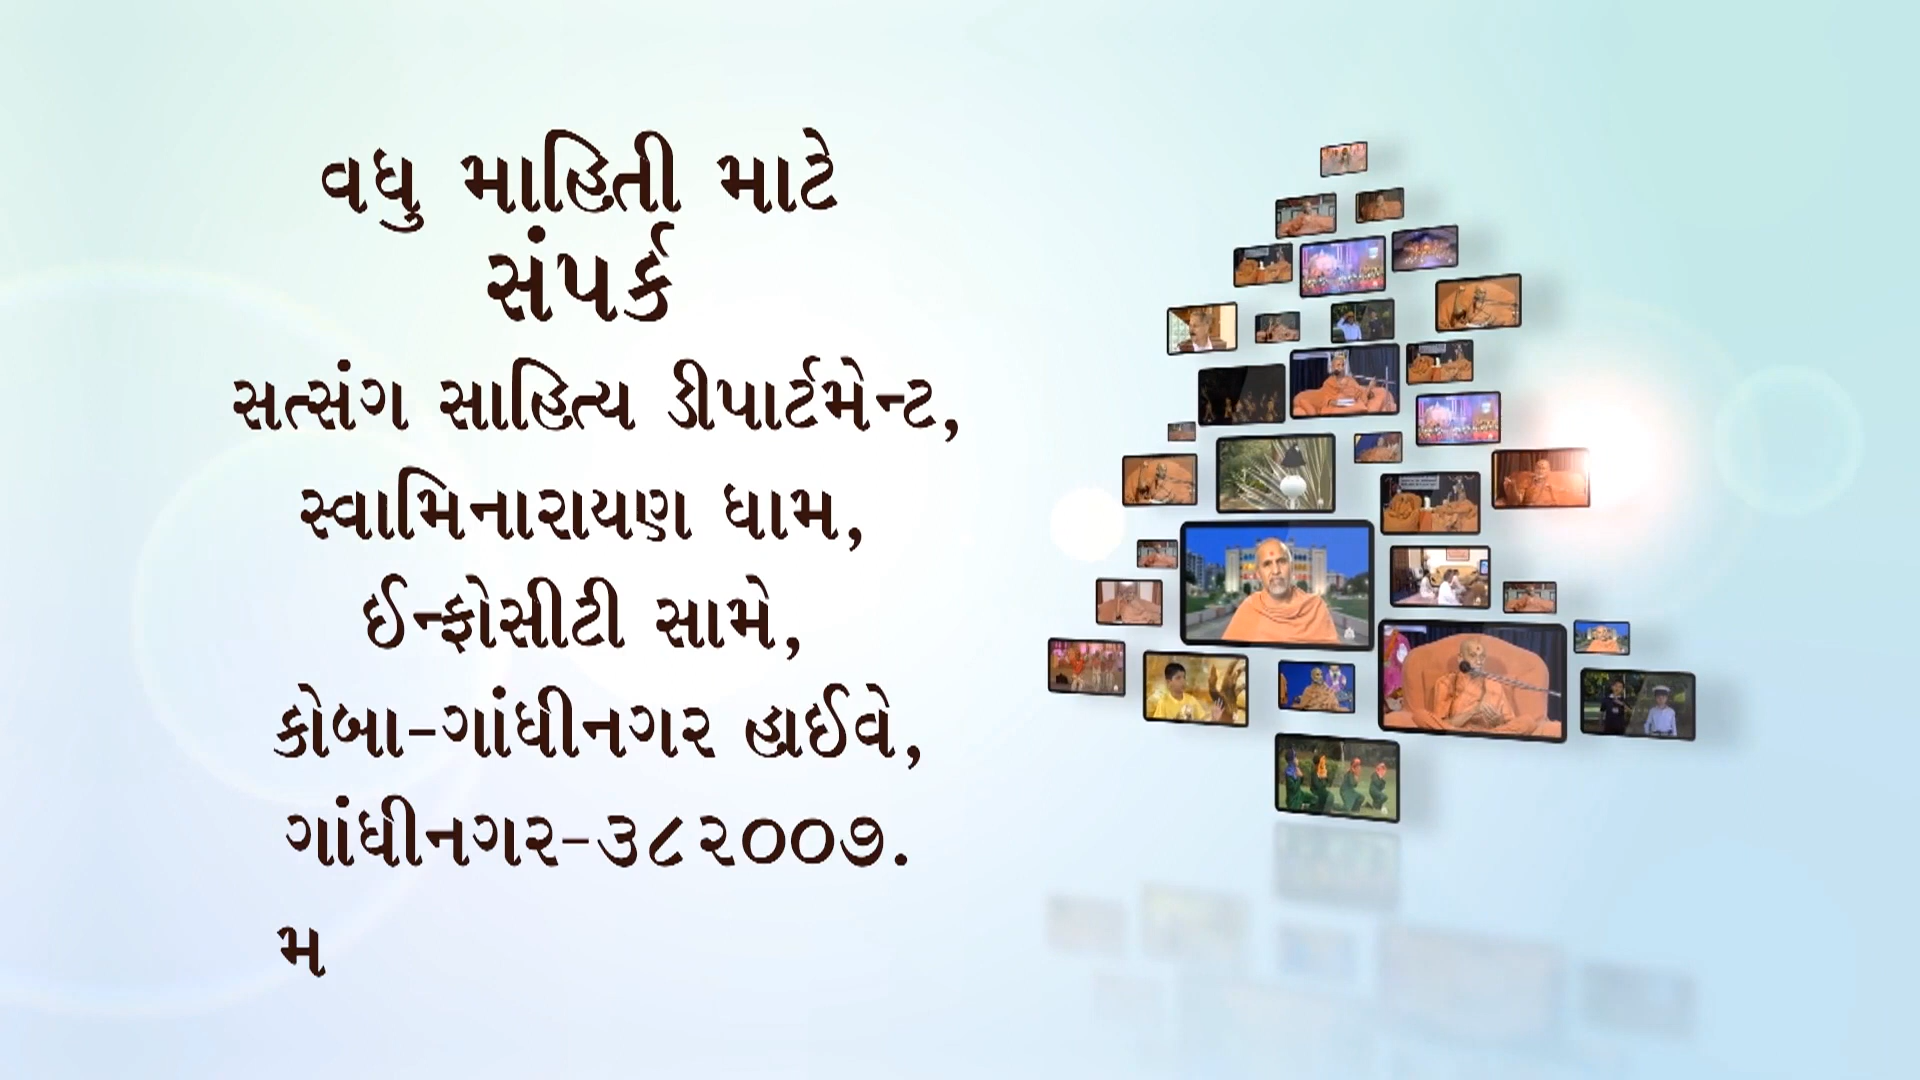 વધુ માહિતી માટે
સંપર્ક
સત્સંગ સાહિત્ય ડીપાર્ટમેન્ટ,
સ્વામિનારાયણ ધામ,
ઈન્ફોસીટી સામે,
કોબા-ગાંધીનગર હાઈવે,
ગાંધીનગર-૩૮૨૦૦૭.
મ